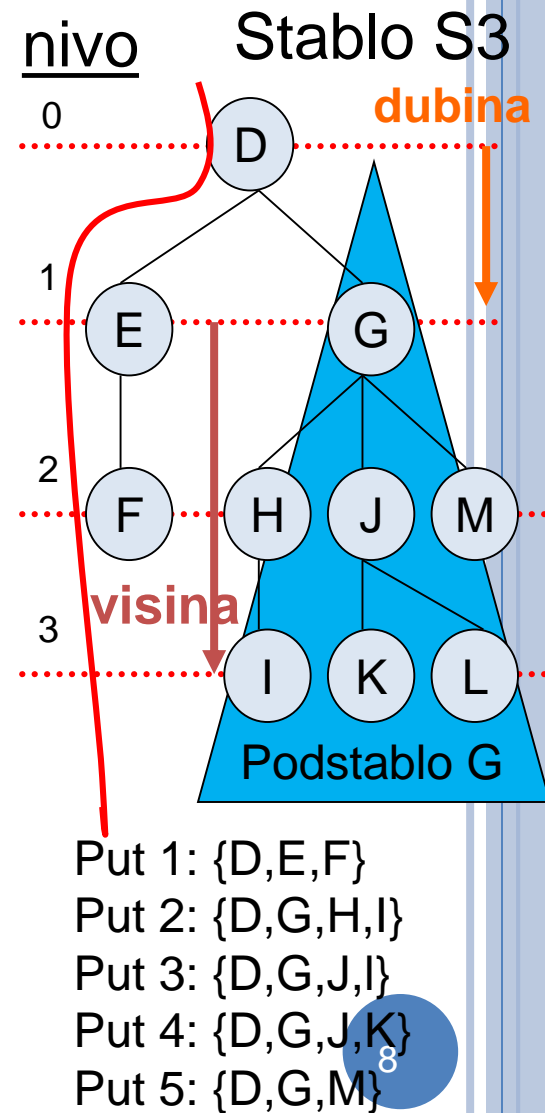 nivo Stablo S3
0 dubina
D
1
E G
2
F H J M
visina
3
I K L
Podstablo G
Put 1: {D,E,F}
Put 2: {D,G,H,I}
Put 3: {D,G,J,I}
Put 4: {D,G,J,K}
8
Put 5: {D,G,M}